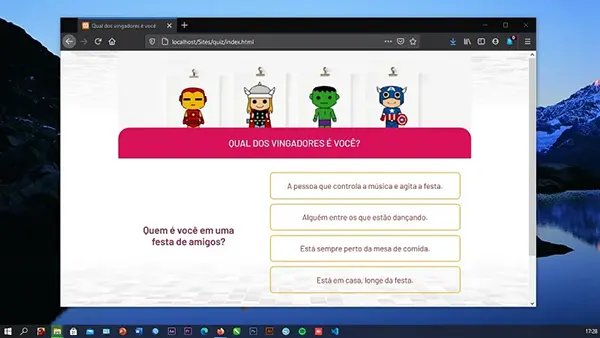 Qual dos vingadores é você
localhost/Sites/quiz/index.html
QUAL DOS VINGADORES É VOCÊ?
A pessoa que controla a música e agita a festa.
Alguém entre os que estão dançando.
Quem é você em uma
festa de amigos?
Está sempre perto da mesa de comida.
Está em casa, longe da festa.
17:28